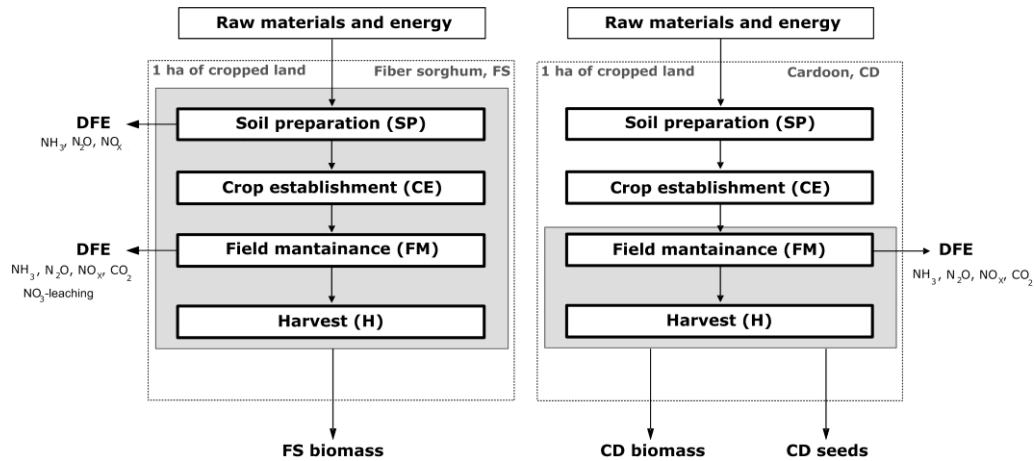 Raw materials and energy
1 ha of cropped land
Fiber sorghum, FS
Soil preparation (SP)
DFE
NH3, N2O, NOX
Crop establishment (CE)
Field mantainance (FM)
DFE
NH3, N2O, NOX, CO2
NO3-leaching
Harvest (H)
FS biomass
Raw materials and energy
1 ha of cropped land
Cardoon, CD
Soil preparation (SP)
Crop establishment (CE)
Field mantainance (FM)
DFE
NH3, N2O, NOX, CO2
Harvest (H)
CD biomass
CD seeds